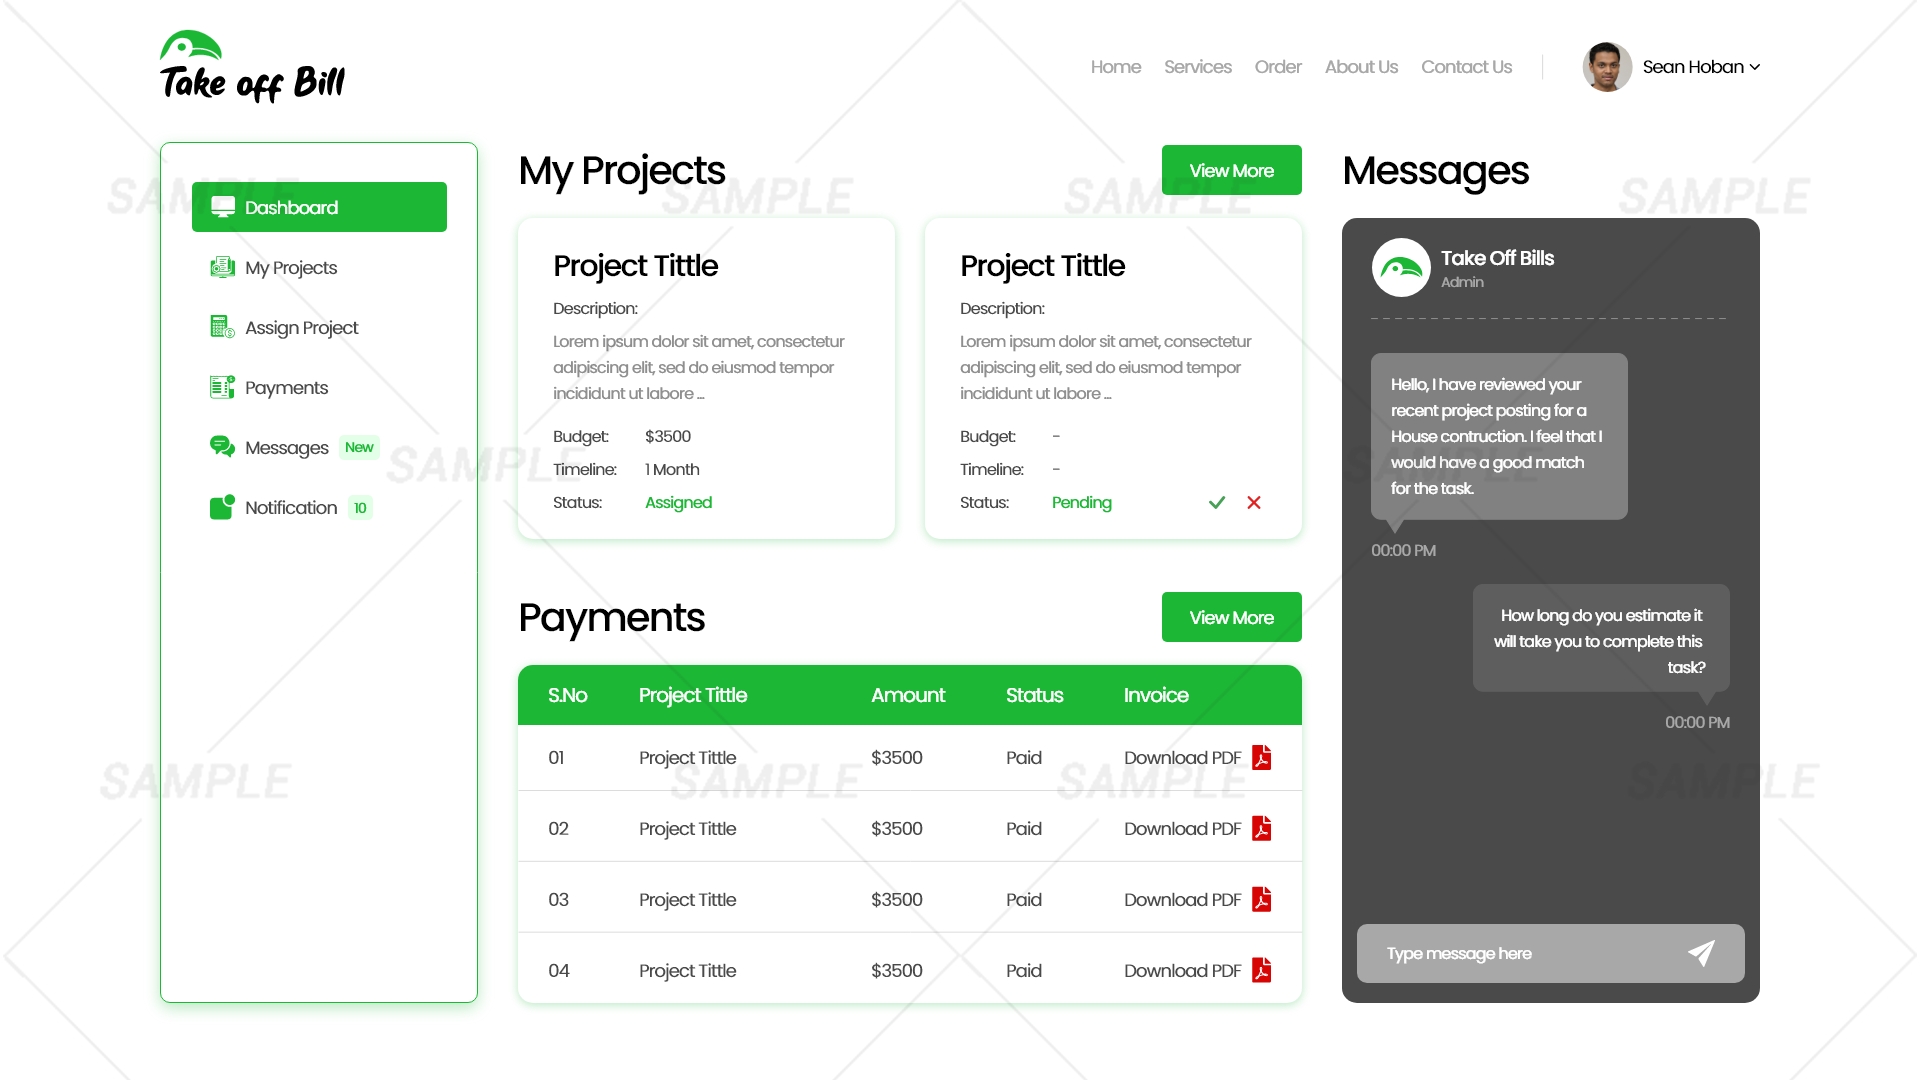 Take off Bill
Home Services Order About Us Contact Us Sean Hoban
Dashboard
My Projects
Assign Project
Payments
Messages New
Notification 10
My Projects View More
Project Tittle
Description:
Lorem ipsum dolor sit amet, consectetur
adipiscing elit, sed do eiusmod tempor
incididunt ut labore ...
Budget: $3500
Timeline: 1 Month
Status: Assigned
Project Tittle
Description:
Lorem ipsum dolor sit amet, consectetur
adipiscing elit, sed do eiusmod tempor
incididunt ut labore ...
Budget: -
Timeline: -
Status: Pending
Payments View More
S.No Project Tittle Amount Status Invoice
01 Project Tittle $3500 Paid Download PDF
02 Project Tittle $3500 Paid Download PDF
03 Project Tittle $3500 Paid Download PDF
04 Project Tittle $3500 Paid Download PDF
Messages
Take Off Bills
Admin
Hello, I have reviewed your
recent project posting for a
House contruction. I feel that I
would have a good match
for the task.
00:00 PM
How long do you estimate it
will take you to complete this
task?
00:00 PM
Type message here
SAMPLE SAMPLE SAMPLE SAMPLE
SAMPLE SAMPLE
SAMPLE SAMPLE SAMPLE SAMPLE